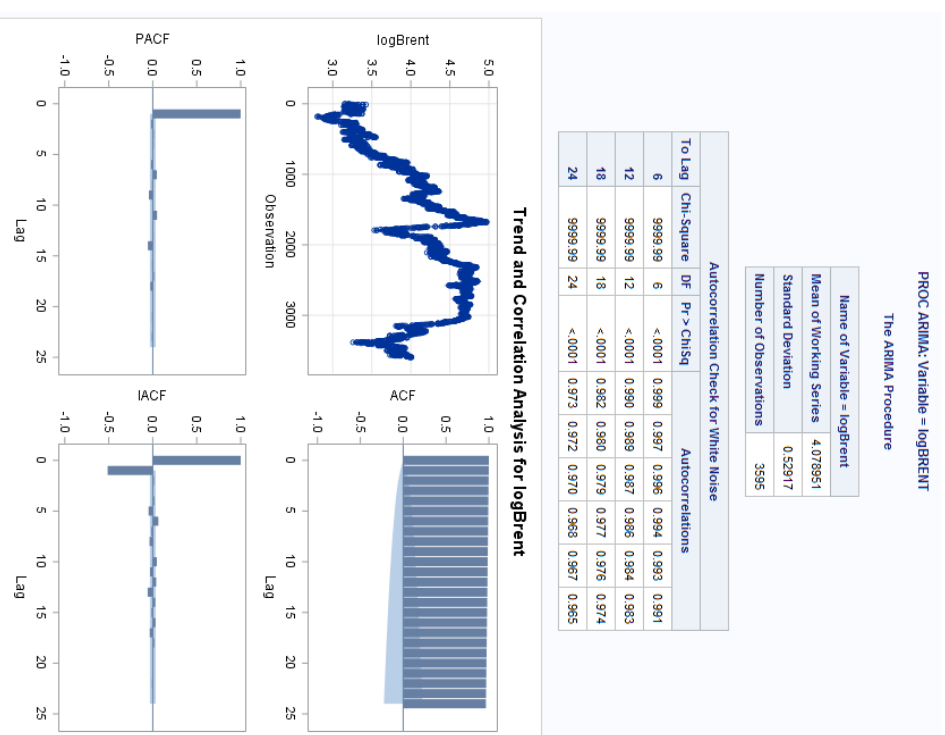 PROC ARIMA: Variable = logBRENT
The ARIMA Procedure
Name of Variable = logBrent
Mean of Working Series 4.078951
Standard Deviation 0.52917
Number of Observations 3595
Autocorrelation Check for White Noise
To Lag Chi-Square DF Pr > ChiSq Autocorrelations
6 9999.99 6 <.0001 0.999 0.997 0.996 0.994 0.993 0.991
12 9999.99 12 <.0001 0.990 0.989 0.987 0.986 0.984 0.983
18 9999.99 18 <.0001 0.982 0.980 0.979 0.977 0.976 0.974
24 9999.99 24 <.0001 0.973 0.972 0.970 0.968 0.967 0.965
Trend and Correlation Analysis for logBrent
logBrent
5.0
4.5
4.0
3.5
3.0
0 1000 2000 3000
Observation
ACF
1.0
0.5
0.0
-0.5
-1.0
0 5 10 15 20 25
Lag
PACF
1.0
0.5
0.0
-0.5
-1.0
0 5 10 15 20 25
Lag
IACF
1.0
0.5
0.0
-0.5
-1.0
0 5 10 15 20 25
Lag